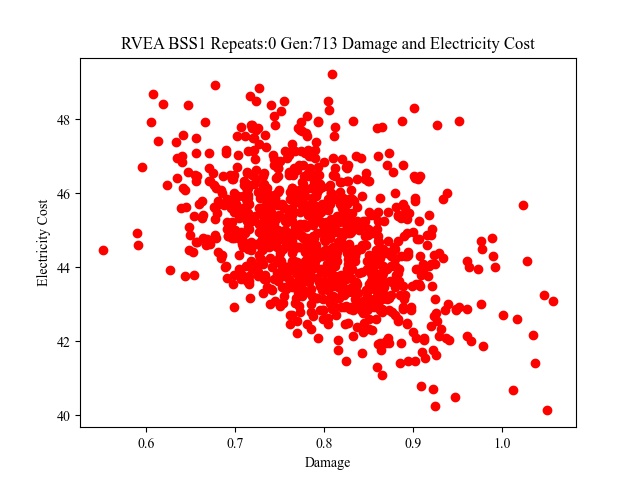 RVEA BSS1 Repeats:0 Gen:713 Damage and Electricity Cost
Electricity Cost
48
46
44
42
40
0.6 0.7 0.8 0.9 1.0
Damage